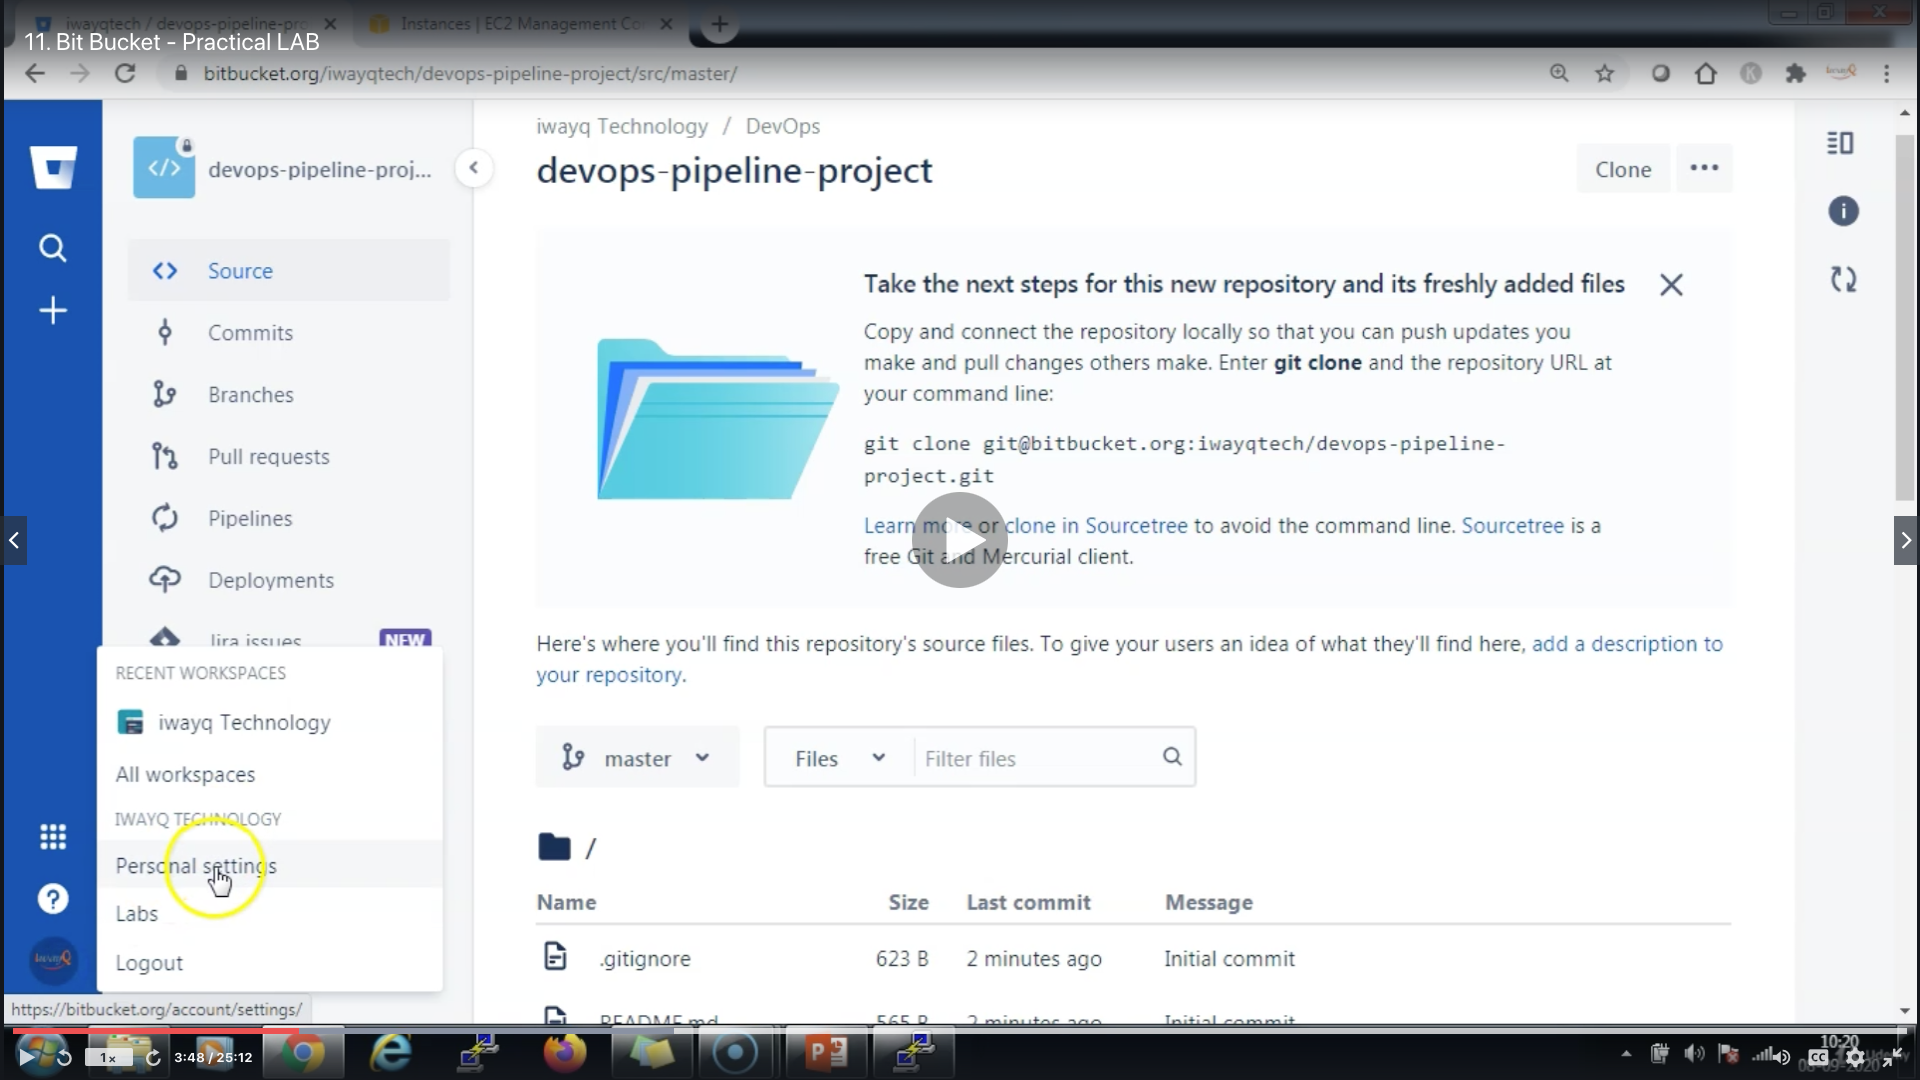 iwayqtech / devops-pipeline-pro
Instances | EC2 Management Co
11. Bit Bucket - Practical LAB
bitbucket.org/iwayqtech/devops-pipeline-project/src/master/
iwayq Technology / DevOps
devops-pipeline-proj...
devops-pipeline-project
Clone
Source
Commits
Branches
Pull requests
Pipelines
Deployments
Jira issues NEW
Take the next steps for this new repository and its freshly added files
Copy and connect the repository locally so that you can push updates you
make and pull changes others make. Enter git clone and the repository URL at
your command line:
git clone git@bitbucket.org:iwayqtech/devops-pipeline-
project.git
Learn more or clone in Sourcetree to avoid the command line. Sourcetree is a
free Git and Mercurial client.
Here's where you'll find this repository's source files. To give your users an idea of what they'll find here, add a description to
your repository.
RECENT WORKSPACES
iwayq Technology
All workspaces
IWAYQ TECHNOLOGY
Personal settings
Labs
Logout
master
Files
Filter files
/
Name Size Last commit Message
.gitignore 623 B 2 minutes ago Initial commit
README.md 565 B 2 minutes ago Initial commit
https://bitbucket.org/account/settings/
1x
3:48 / 25:12
10:20
CC